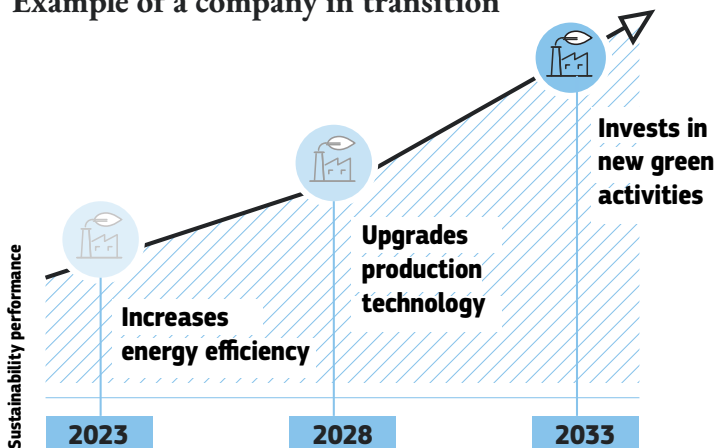 Example of a company in transition
Invests in
new green
activities
Upgrades
production
technology
Increases
energy efficiency
Sustainability performance
2023
2028
2033